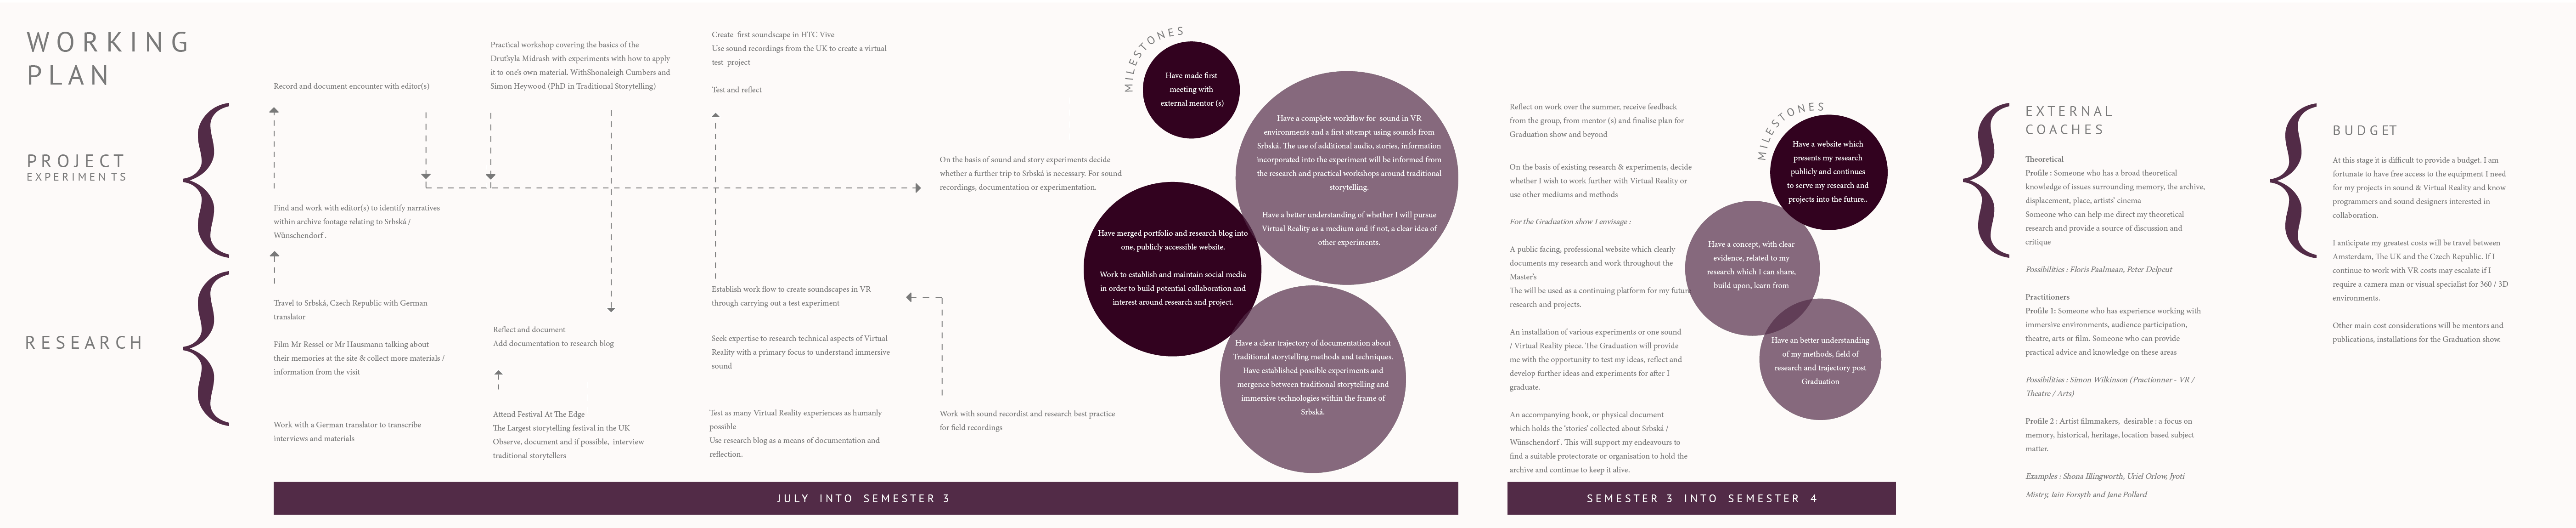 WORKING
PLAN
PROJECT
EXPERIMENTS
RESEARCH
Record and document encounter with editor(s)
Find and work with editor(s) to identify narratives
within archive footage relating to Srbská /
Wünschendorf .
Travel to Srbská, Czech Republic with German
translator
Film Mr Ressel or Mr Hausmann talking about
their memories at the site & collect more materials /
information from the visit
Work with a German translator to transcribe
interviews and materials
Practical workshop covering the basics of the
Drut'syla Midrash with experiments with how to apply
it to one's own material. WithShonaleigh Cumbers and
Simon Heywood (PhD in Traditional Storytelling)
Reflect and document
Add documentation to research blog
Attend Festival At The Edge
The Largest storytelling festival in the UK
Observe, document and if possible, interview
traditional storytellers
Create first soundscape in HTC Vive
Use sound recordings from the UK to create a virtual
test project
Test and reflect
Establish work flow to create soundscapes in VR
through carrying out a test experiment
Seek expertise to research technical aspects of Virtual
Reality with a primary focus to understand immersive
sound
Test as many Virtual Reality experiences as humanly
possible
Use research blog as a means of documentation and
reflection.
On the basis of sound and story experiments decide
whether a further trip to Srbská is necessary. For sound
recordings, documentation or experimentation.
Work with sound recordist and research best practice
for field recordings
MILESTONES
Have made first
meeting with
external mentor (s)
Have a complete workflow for sound in VR
environments and a first attempt using sounds from
Srbská. The use of additional audio, stories, information
incorporated into the experiment will be informed from
the research and practical workshops around traditional
storytelling.
Have a better understanding of whether I will pursue
Virtual Reality as a medium and if not, a clear idea of
other experiments.
Have merged portfolio and research blog into
one, publicly accessible website.
Work to establish and maintain social media
in order to build potential collaboration and
interest around research and project.
Have a clear trajectory of documentation about
Traditional storytelling methods and techniques.
Have established possible experiments and
mergence between traditional storytelling and
immersive technologies within the frame of
Srbská.
JULY INTO SEMESTER 3
Reflect on work over the summer, receive feedback
from the group, from mentor (s) and finalise plan for
Graduation show and beyond
On the basis of existing research & experiments, decide
whether I wish to work further with Virtual Reality or
use other mediums and methods
For the Graduation show I envisage :
A public facing, professional website which clearly
documents my research and work throughout the
Master's
The will be used as a continuing platform for my future
research and projects.
An installation of various experiments or one sound
/ Virtual Reality piece. The Graduation will provide
me with the opportunity to test my ideas, reflect and
develop further ideas and experiments for after I
graduate.
An accompanying book, or physical document
which holds the 'stories' collected about Srbská /
Wünschendorf . This will support my endeavours to
find a suitable protectorate or organisation to hold the
archive and continue to keep it alive.
MILESTONES
Have a website which
presents my research
publicly and continues
to serve my research and
projects into the future..
Have a concept, with clear
evidence, related to my
research which I can share,
build upon, learn from
Have an better understanding
of my methods, field of
research and trajectory post
Graduation
SEMESTER 3 INTO SEMESTER 4
EXTERNAL
COACHES
Theoretical
Profile : Someone who has a broad theoretical
knowledge of issues surrounding memory, the archive,
displacement, place, artists' cinema
Someone who can help me direct my theoretical
research and provide a source of discussion and
critique
Possibilities : Floris Paalmaan, Peter Delpeut
Practitioners
Profile 1: Someone who has experience working with
immersive environments, audience participation,
theatre, arts or film. Someone who can provide
practical advice and knowledge on these areas
Possibilities : Simon Wilkinson (Practionner - VR /
Theatre / Arts)
Profile 2 : Artist filmmakers, desirable : a focus on
memory, historical, heritage, location based subject
matter.
Examples : Shona Illingworth, Uriel Orlow, Jyoti
Mistry, Iain Forsyth and Jane Pollard
BUDGET
At this stage it is difficult to provide a budget. I am
fortunate to have free access to the equipment I need
for my projects in sound & Virtual Reality and know
programmers and sound designers interested in
collaboration.
I anticipate my greatest costs will be travel between
Amsterdam, The UK and the Czech Republic. If I
continue to work with VR costs may escalate if I
require a camera man or visual specialist for 360 / 3D
environments.
Other main cost considerations will be mentors and
publications, installations for the Graduation show.